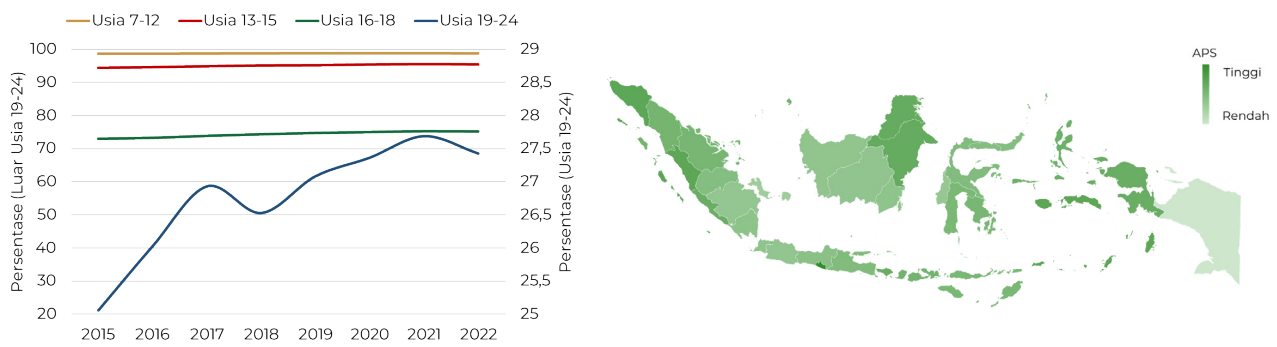 Usia 7-12 Usia 13-15 Usia 16-18 Usia 19-24
Persentase (Luar Usia 19-24)
100
90
80
70
60
50
40
30
20
29
28,5
28
27,5
27
26,5
26
25,5
25
Persentase (Usia 19-24)
2015 2016 2017 2018 2019 2020 2021 2022
APS
Tinggi
Rendah